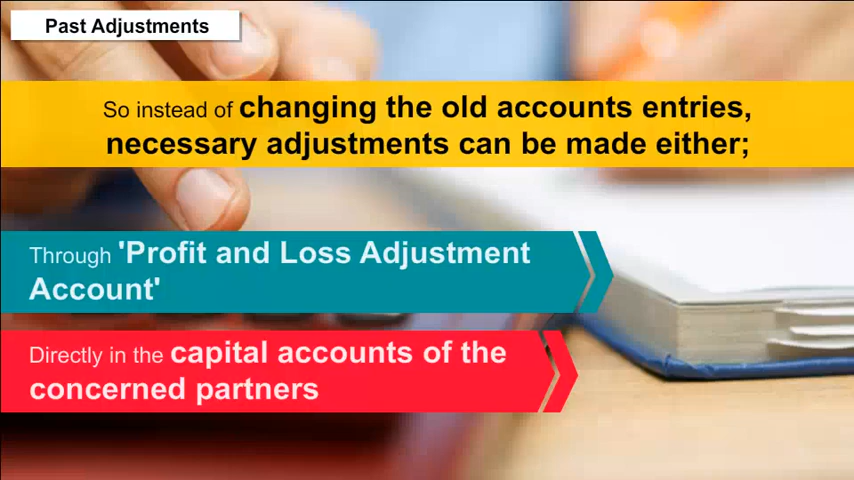 Past Adjustments
So instead of changing the old accounts entries,
necessary adjustments can be made either;
Through 'Profit and Loss Adjustment
Account'
Directly in the capital accounts of the
concerned partners